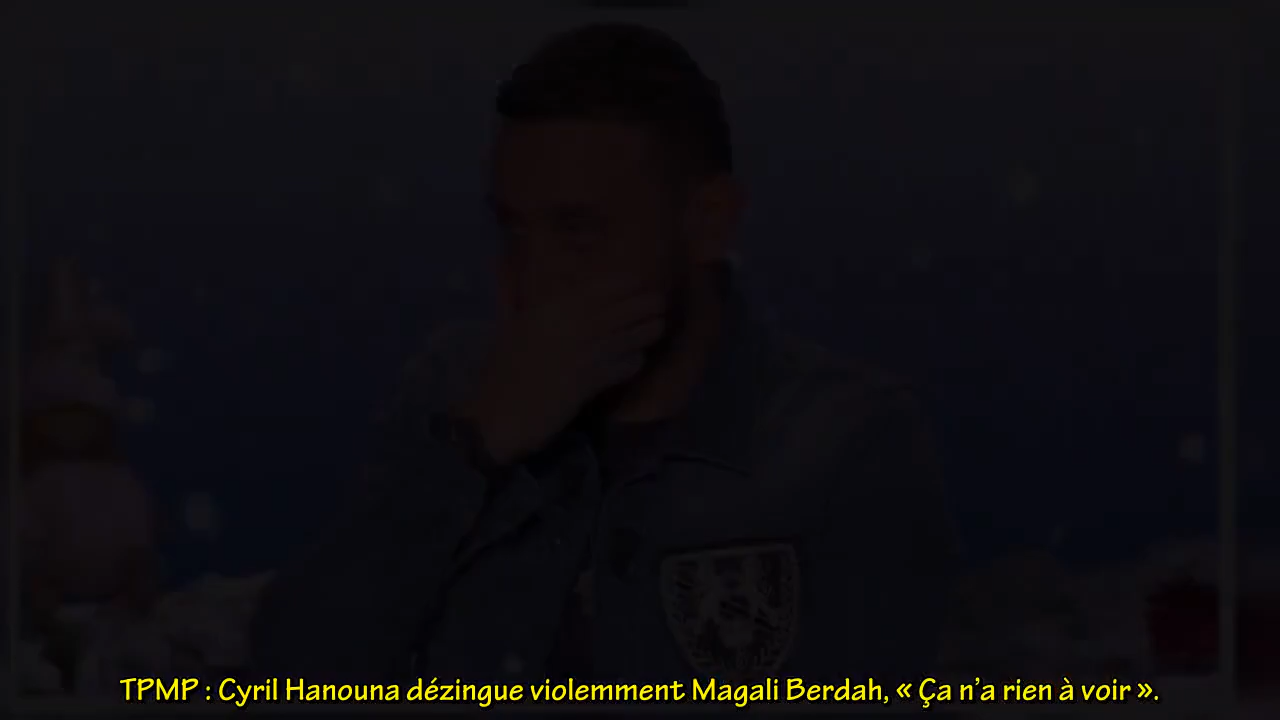 TPMP : Cyril Hanouna dézingue violemment Magali Berdah, « Ça n’a rien à voir ».